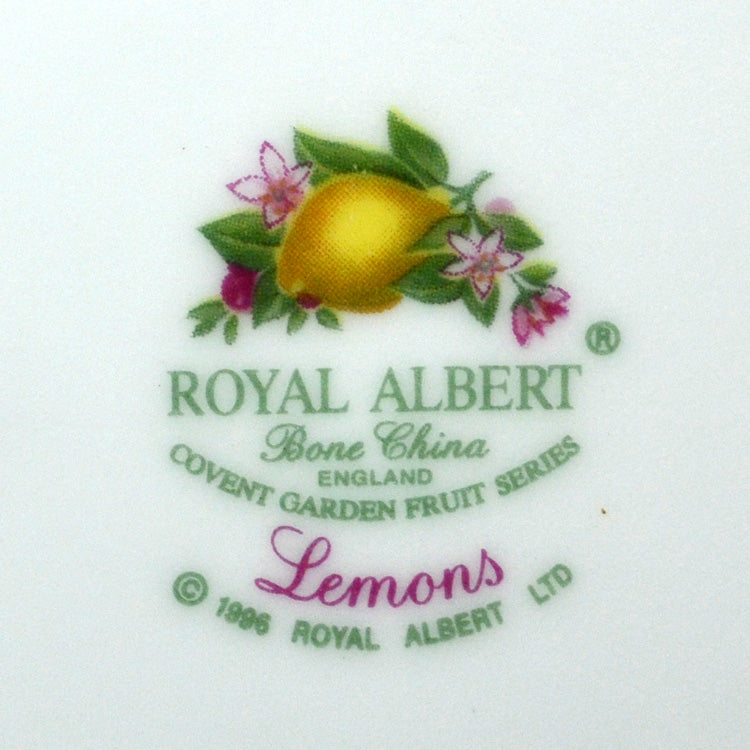 ®
ROYAL ALBERT
Bone China
ENGLAND
COVENT GARDEN FRUIT SERIES
Lemons
© 1996 ROYAL ALBERT LTD